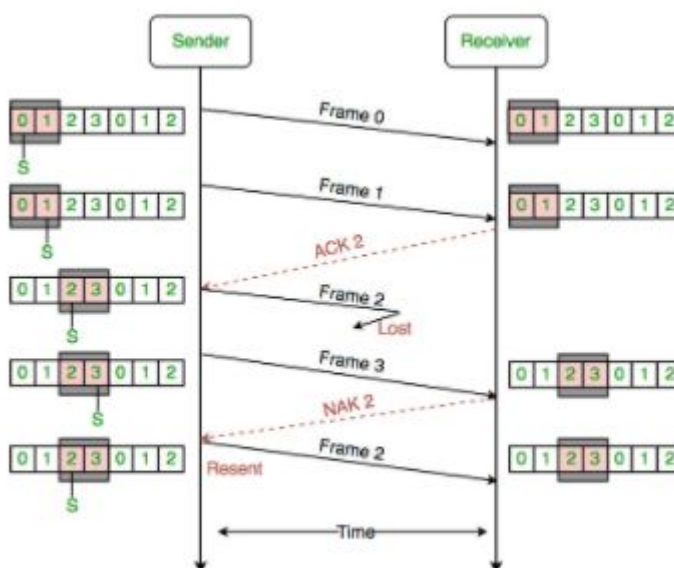 Sender Receiver
0 1 2 3 0 1 2 Frame 0 0 1 2 3 0 1 2
S
0 1 2 3 0 1 2 Frame 1 0 1 2 3 0 1 2
S
ACK 2
0 1 2 3 0 1 2 Frame 2
S
Lost
0 1 2 3 0 1 2 Frame 3 0 1 2 3 0 1 2
S
NAK 2
0 1 2 3 0 1 2 Frame 2 0 1 2 3 0 1 2
Resent
S
Time